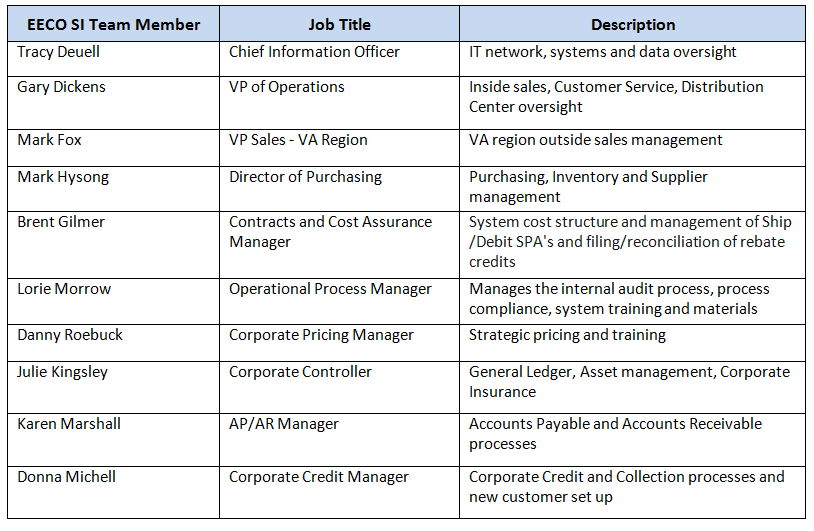 EECO SI Team Member Job Title Description
Tracy Deuell Chief Information Officer IT network, systems and data oversight
Gary Dickens VP of Operations Inside sales, Customer Service, Distribution
Center oversight
Mark Fox VP Sales - VA Region VA region outside sales management
Mark Hysong Director of Purchasing Purchasing, Inventory and Supplier
management
Brent Gilmer Contracts and Cost Assurance System cost structure and management of Ship
Manager /Debit SPA's and filing/reconciliation of rebate
credits
Lorie Morrow Operational Process Manager Manages the internal audit process, process
compliance, system training and materials
Danny Roebuck Corporate Pricing Manager Strategic pricing and training
Julie Kingsley Corporate Controller General Ledger, Asset management, Corporate
Insurance
Karen Marshall AP/AR Manager Accounts Payable and Accounts Receivable
processes
Donna Michell Corporate Credit Manager Corporate Credit and Collection processes and
new customer set up